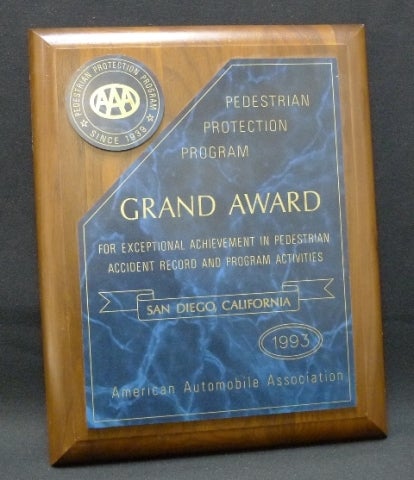 PEDESTRIAN PROTECTION PROGRAM
AAA
★ SINCE 1938 ★
PEDESTRIAN
PROTECTION
PROGRAM
GRAND AWARD
FOR EXCEPTIONAL ACHIEVEMENT IN PEDESTRIAN
ACCIDENT RECORD AND PROGRAM ACTIVITIES
SAN DIEGO, CALIFORNIA
1993
American Automobile Association